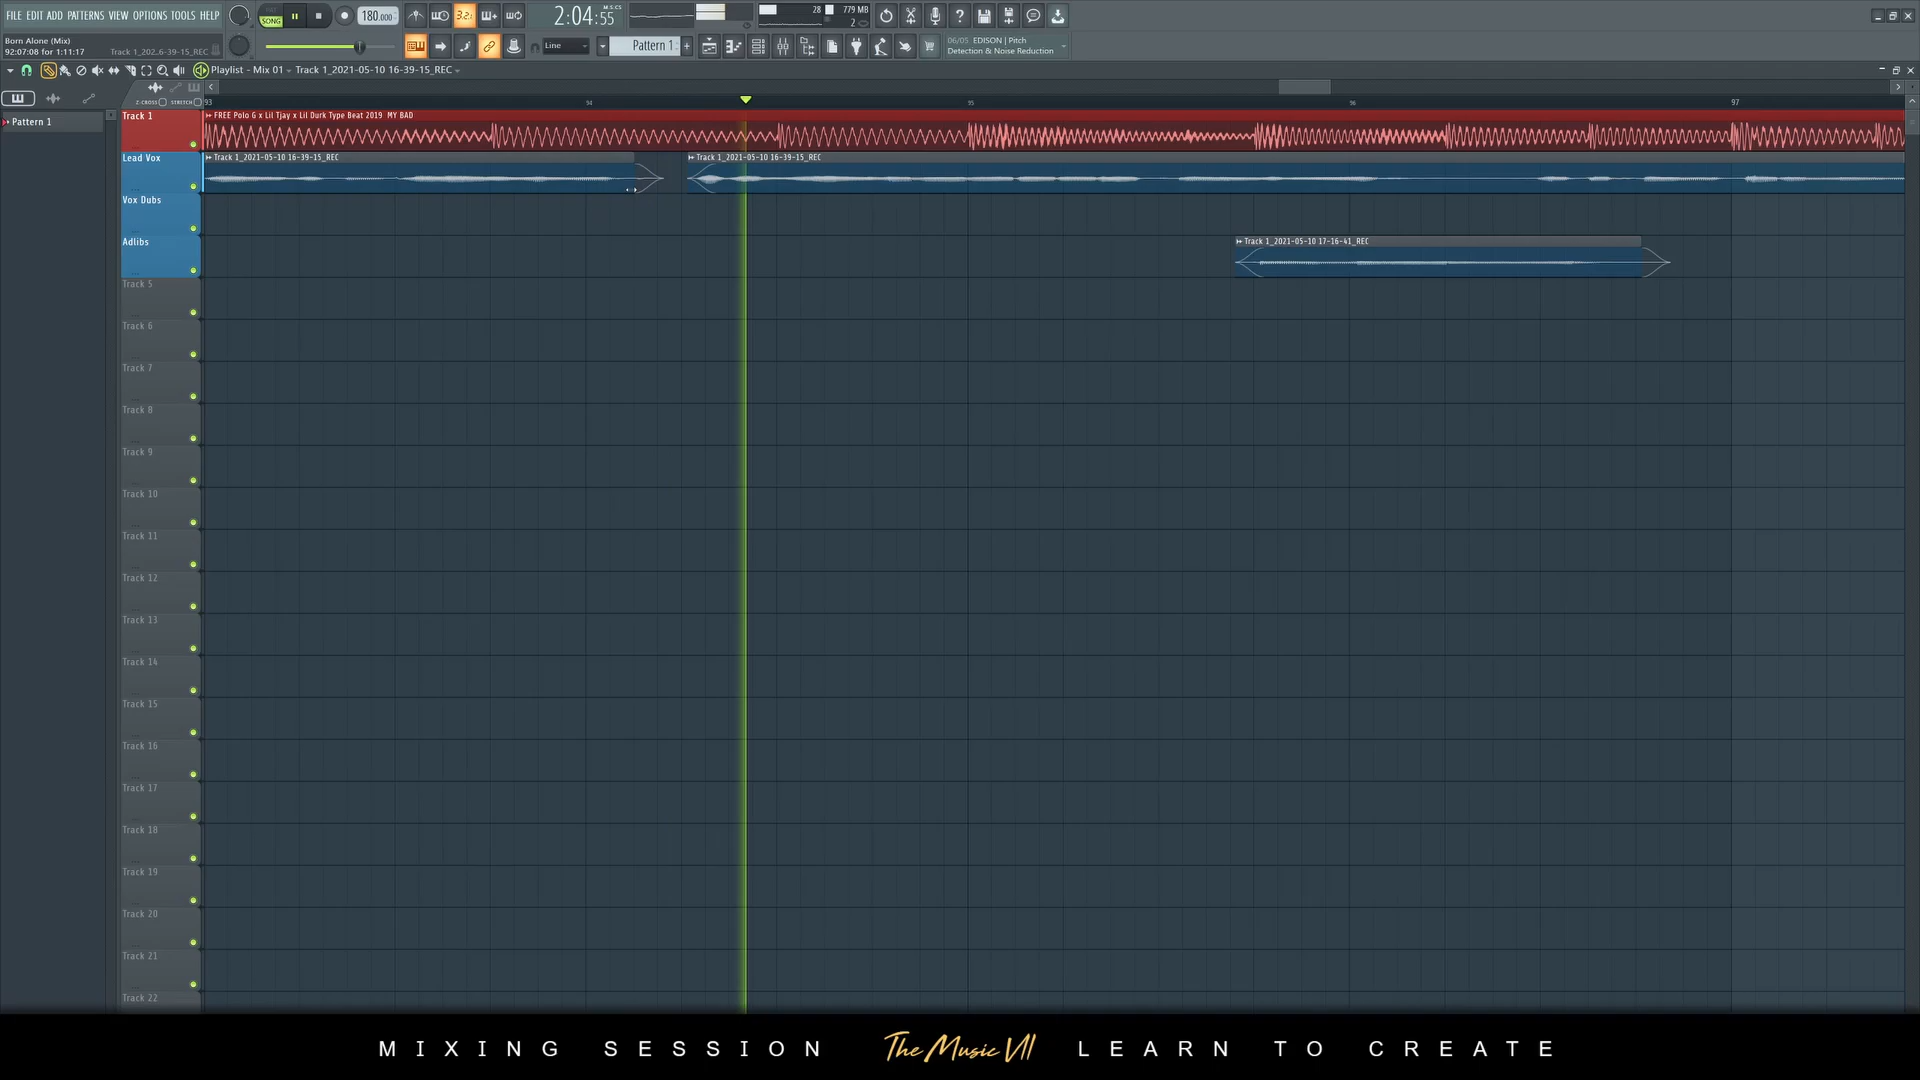 FILE EDIT ADD PATTERNS VIEW OPTIONS TOOLS HELP
SONG
180.000
3.2.
2:04:55
M:S:CS
28
779 MB
2
Born Alone (Mix)
92:07:08 for 1:11:17
Track 1_202..6-39-15_REC
Line
Pattern 1
+
06/05 EDISON | Pitch
Detection & Noise Reduction
Playlist - Mix 01 - Track 1_2021-05-10 16-39-15_REC
Z-CROSS STRETCH
93
94
95
96
97
Pattern 1
Track 1
FREE Polo G x Lil Tjay x Lil Durk Type Beat 2019 MY BAD
Lead Vox
Track 1_2021-05-10 16-39-15_REC
Track 1_2021-05-10 16-39-15_REC
Vox Dubs
Adlibs
Track 1_2021-05-10 17-16-41_REC
Track 5
Track 6
Track 7
Track 8
Track 9
Track 10
Track 11
Track 12
Track 13
Track 14
Track 15
Track 16
Track 17
Track 18
Track 19
Track 20
Track 21
Track 22
MIXING SESSION The Music VII LEARN TO CREATE